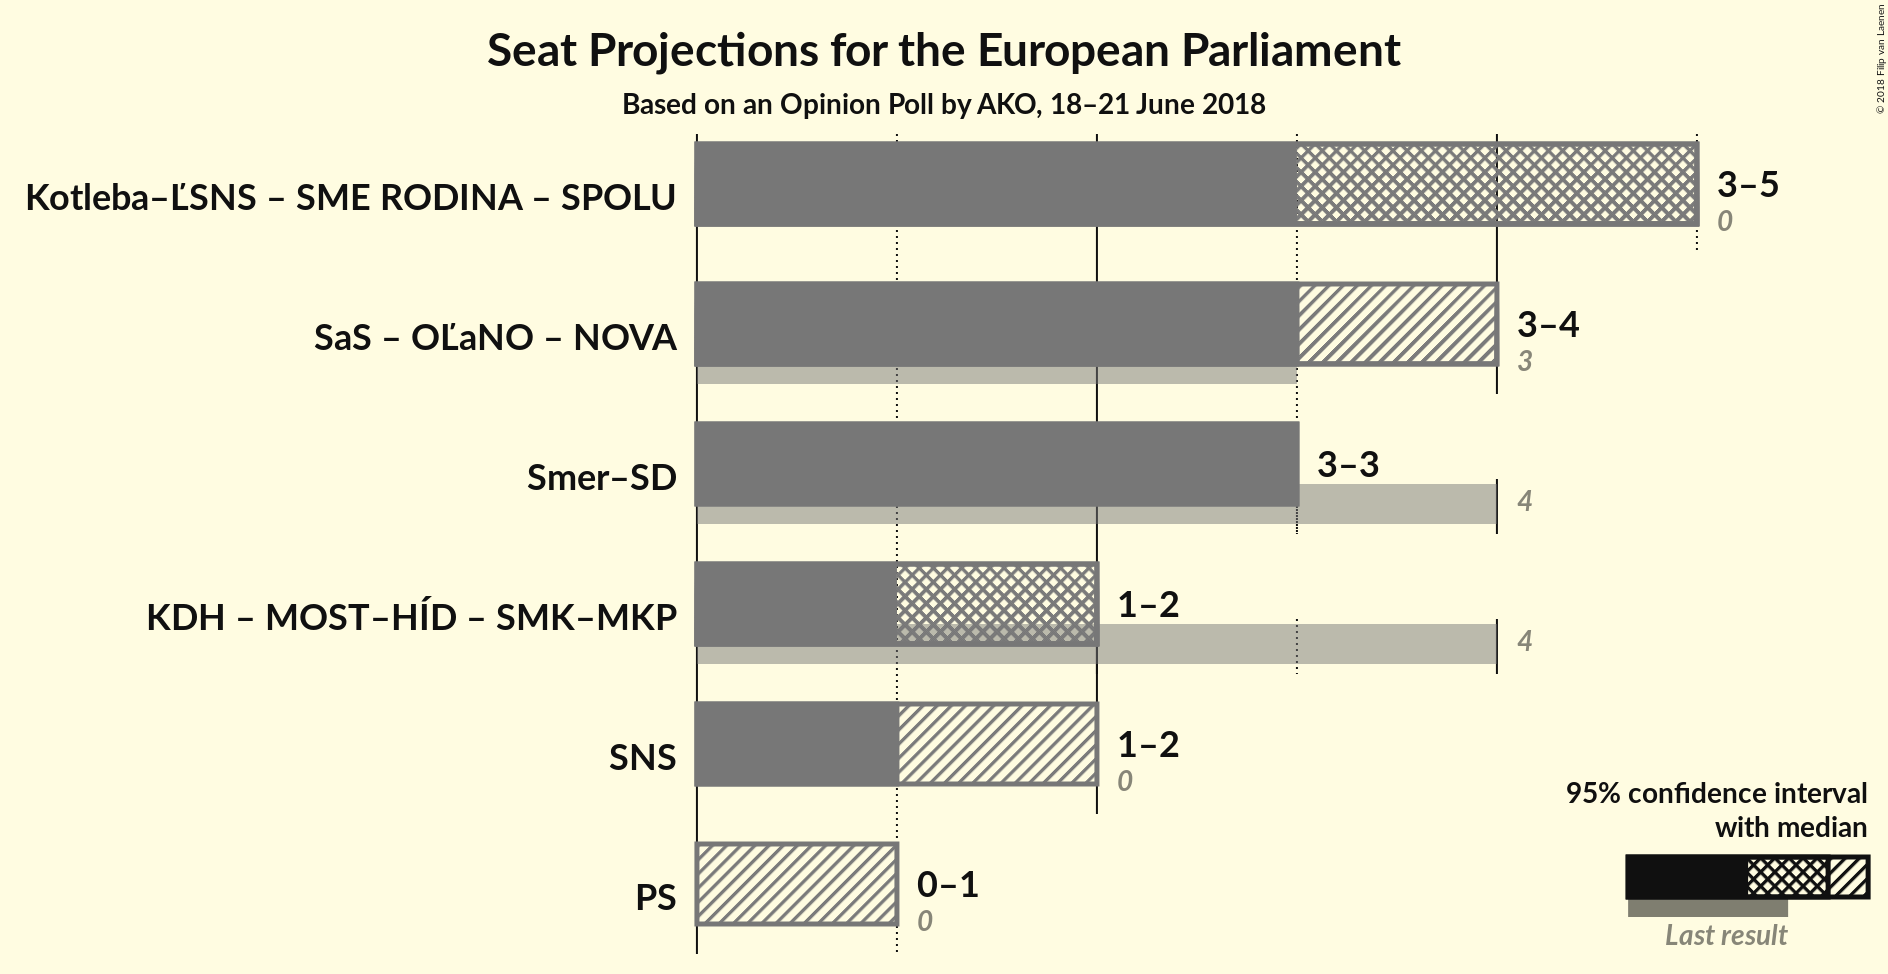 Seat Projections for the European Parliament
Based on an Opinion Poll by AKO, 18–21 June 2018
© 2018 Filip van Laenen
Kotleba–ĽSNS – SME RODINA – SPOLU
3–5
0
SaS – OĽaNO – NOVA
3–4
3
Smer–SD
3–3
4
KDH – MOST–HÍD – SMK–MKP
1–2
4
SNS
1–2
0
PS
0–1
0
95% confidence interval
with median
Last result